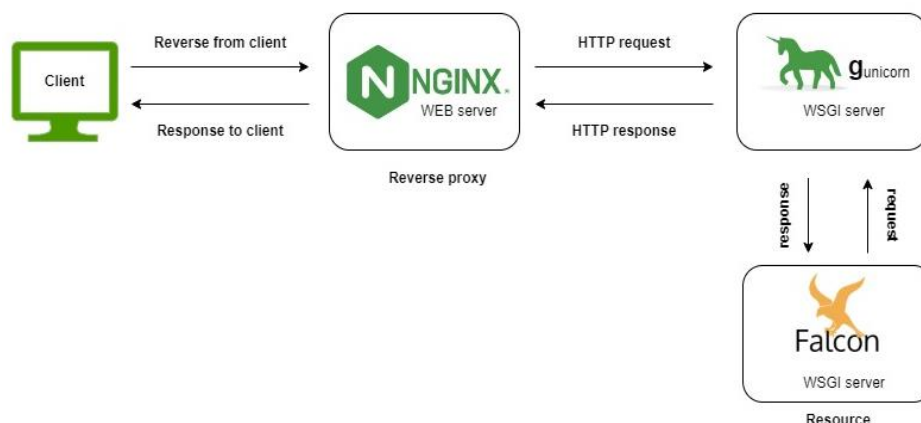 Reverse from client
Client
Response to client
NGINX.
WEB server
Reverse proxy
HTTP request
HTTP response
gunicorn
WSGI server
response
request
Falcon
WSGI server
Resource